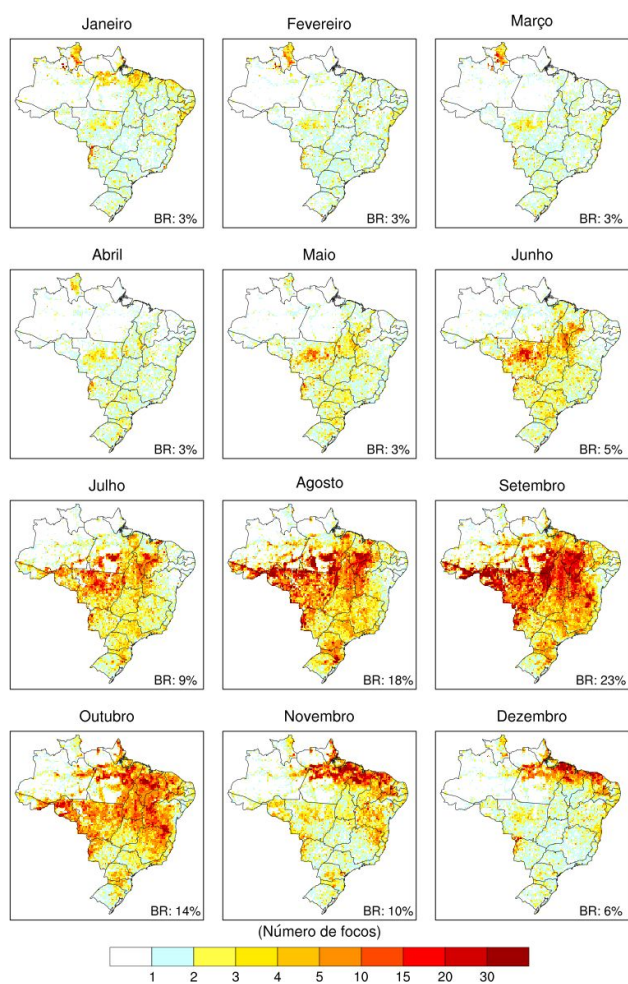 Janeiro
Fevereiro
Março
BR: 3%
BR: 3%
BR: 3%
Abril
Maio
Junho
BR: 3%
BR: 3%
BR: 5%
Julho
Agosto
Setembro
BR: 9%
BR: 18%
BR: 23%
Outubro
Novembro
Dezembro
BR: 14%
BR: 10%
BR: 6%
(Número de focos)
1 2 3 4 5 10 15 20 30